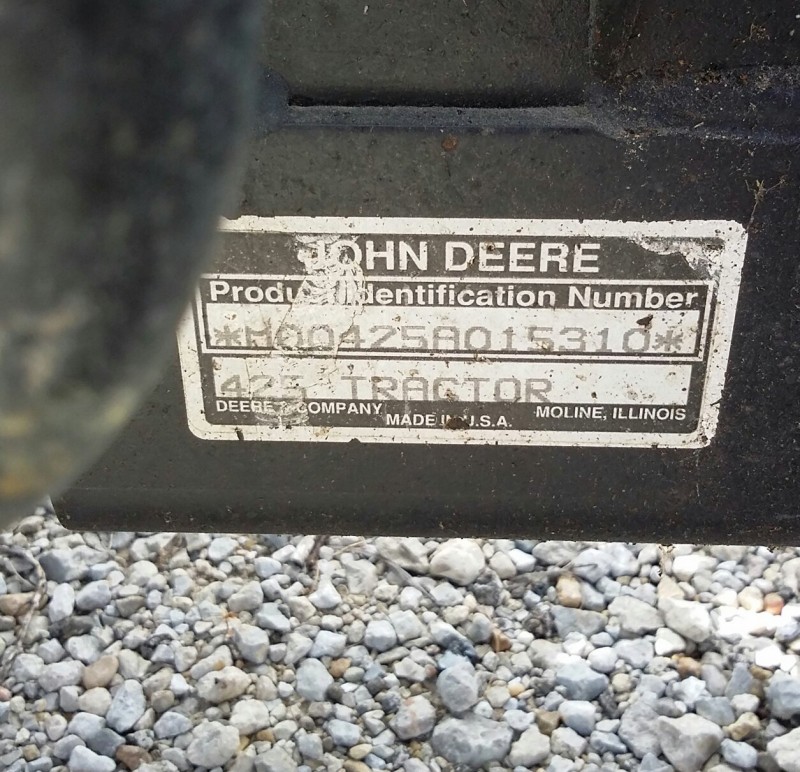 JOHN DEERE
Product Identification Number
*M00425A015310*
425 TRACTOR
DEERE & COMPANY MOLINE, ILLINOIS
MADE IN U.S.A.